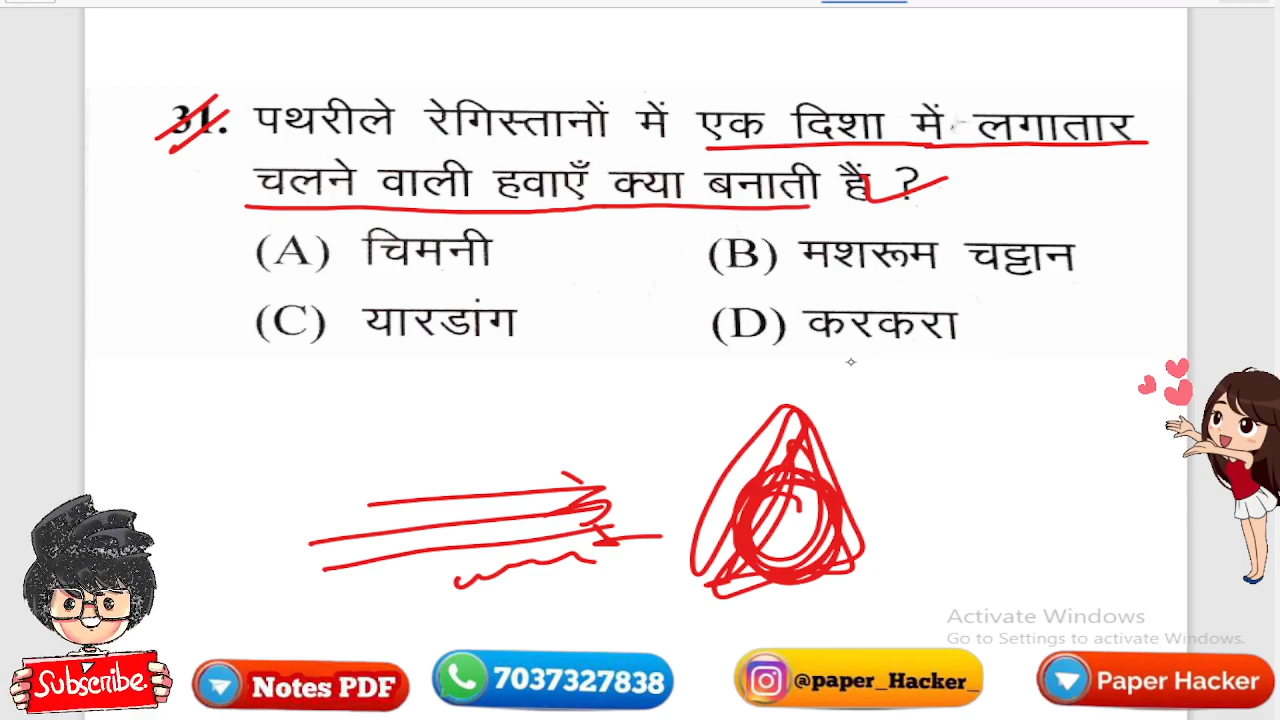 31. पथरीले रेगिस्तानों में एक दिशा में लगातार
चलने वाली हवाएँ क्या बनाती हैं ?
(A) चिमनी (B) मशरूम चट्टान
(C) यारडांग (D) करकरा
Activate Windows
Go to Settings to activate Windows.
Subscribe.
Notes PDF
7037327838
@paper_Hacker_
Paper Hacker